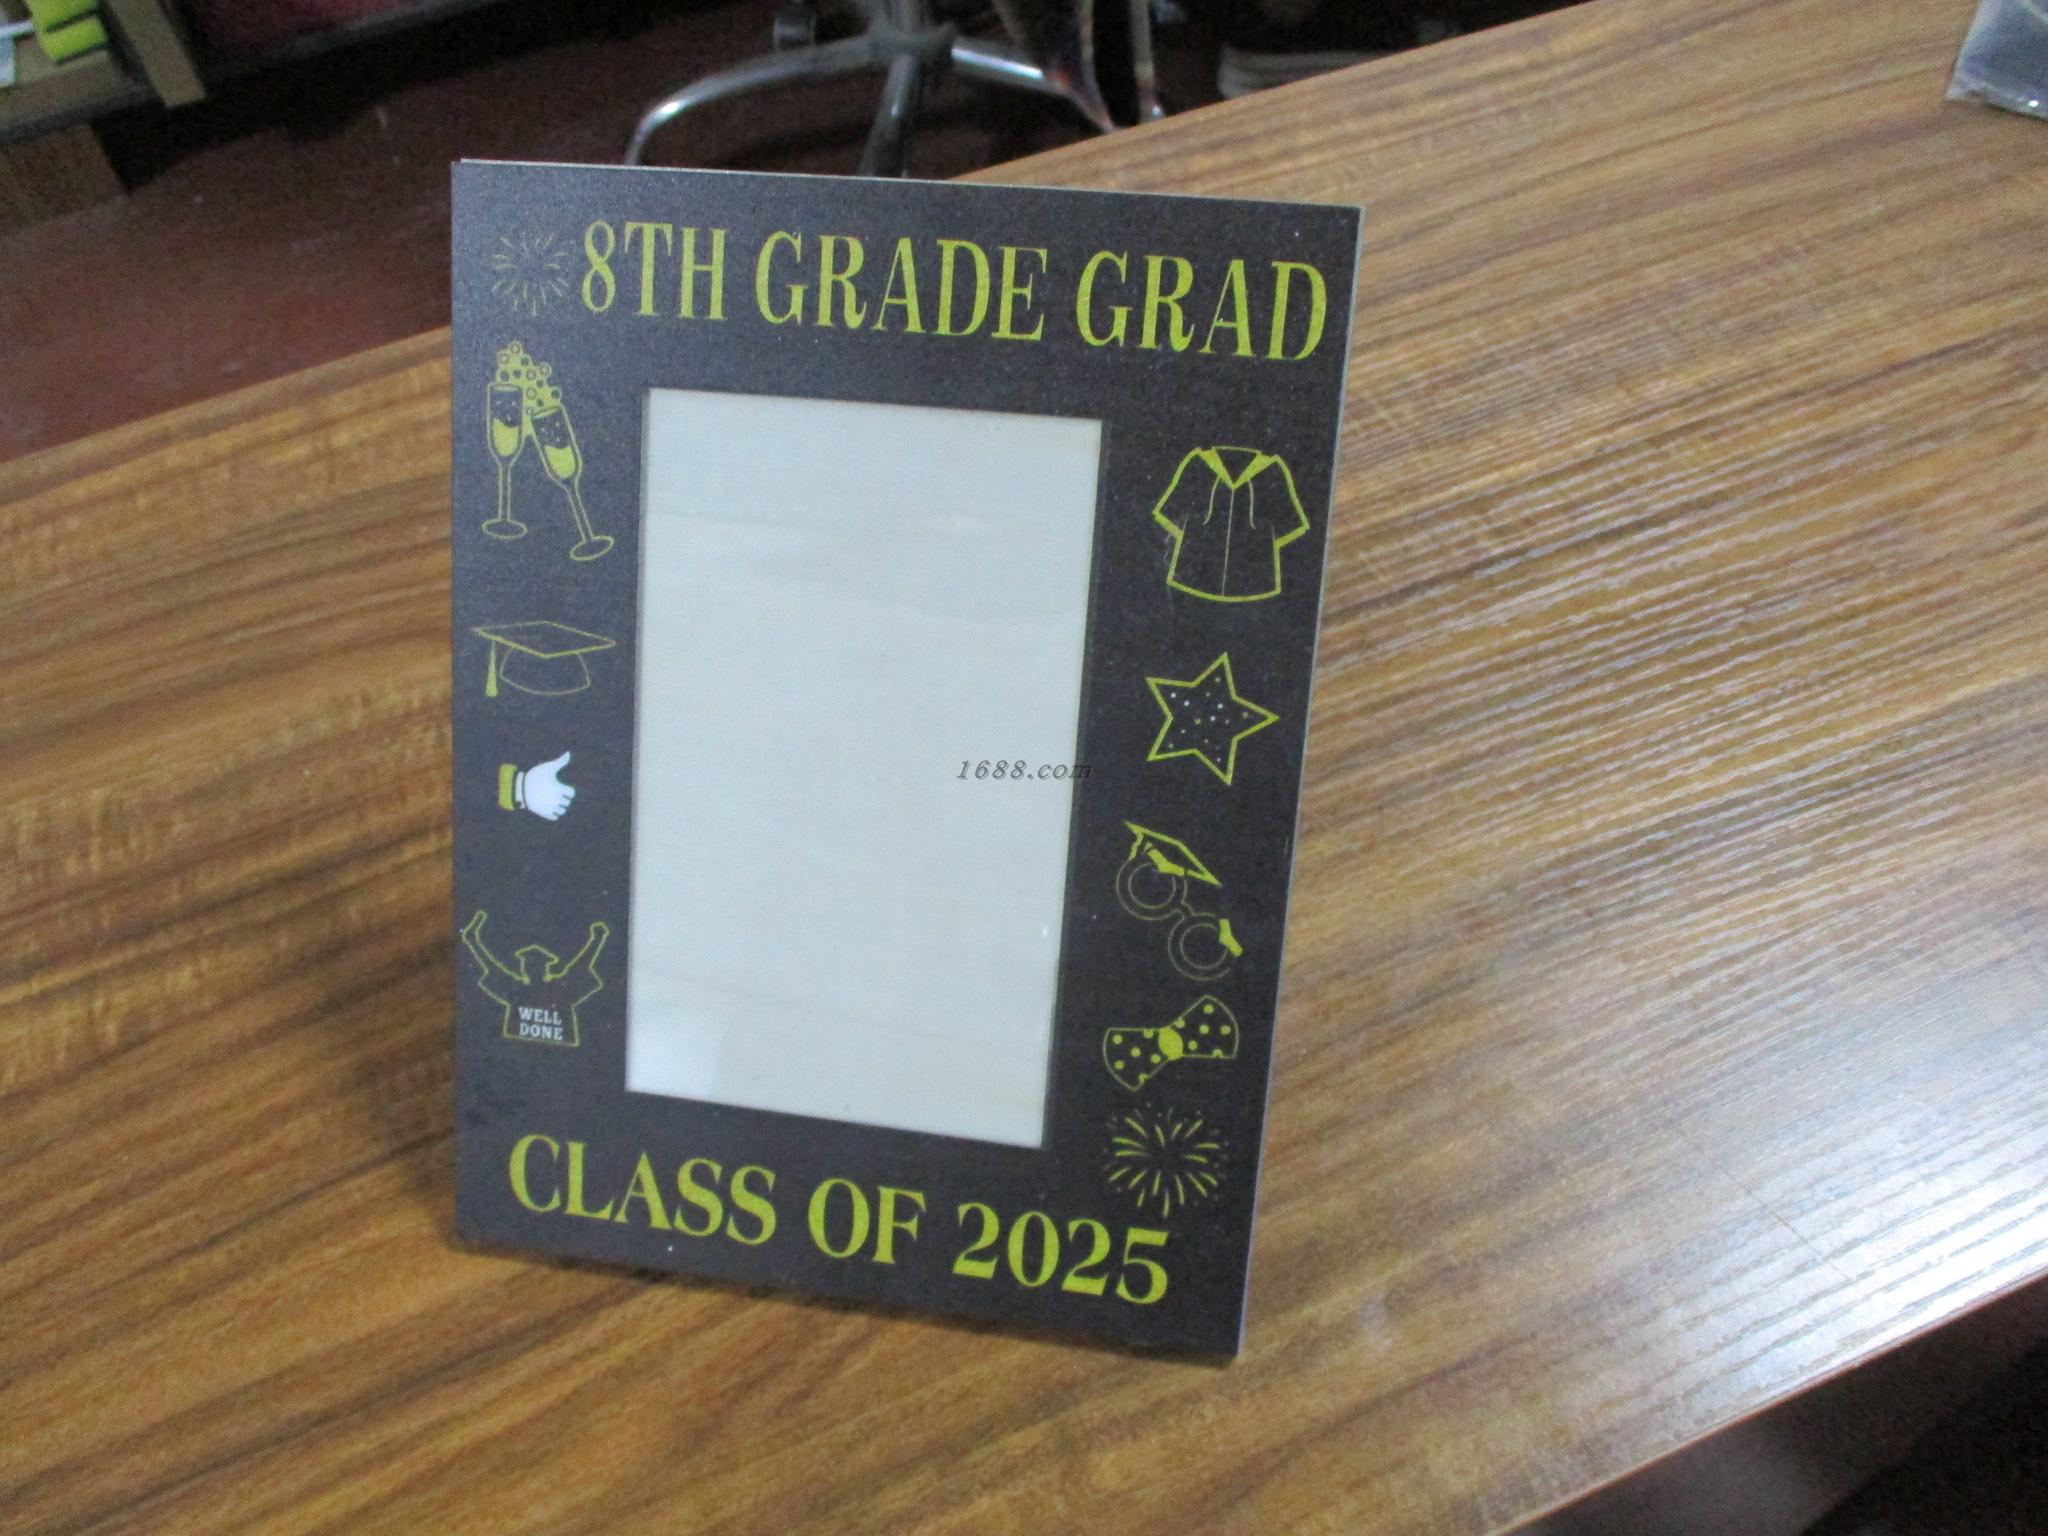 8TH GRADE GRAD
1688.com
WELL
DONE
CLASS OF 2025